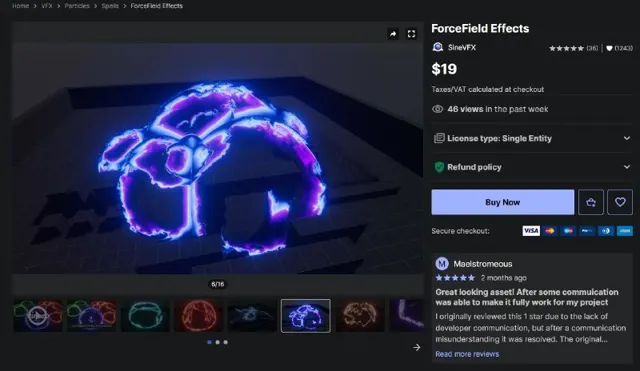 Home > VFX > Particles > Spells > ForceField Effects
ForceField Effects
SineVFX
★★★★★ (36) | ♥ (1243)
$19
Taxes/VAT calculated at checkout
46 views in the past week
License type: Single Entity
Refund policy
Buy Now
Secure checkout:
VISA
6/16
M
Maelstromeous
★★★★★ 2 months ago
Great looking asset! After some commuication
was able to make it fully work for my project
I originally reviewed this 1 star due to the lack of
developer communication, but after a communication
misunderstanding it was resolved. The original...
Read more reviews